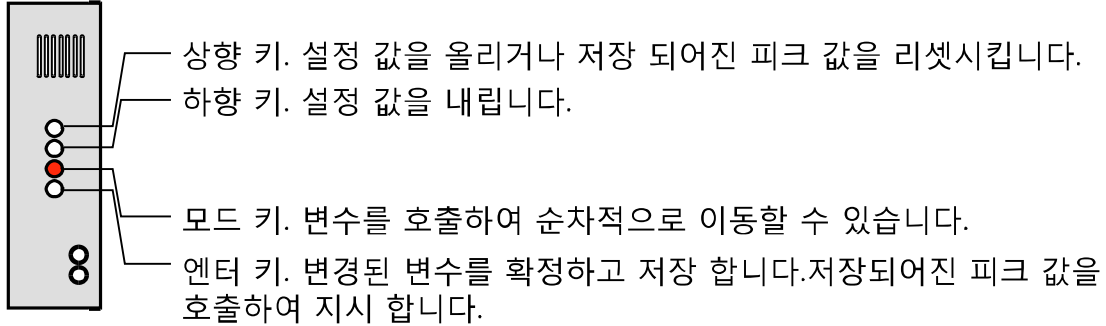 상향 키. 설정 값을 올리거나 저장 되어진 피크 값을 리셋시킵니다.
하향 키. 설정 값을 내립니다.
모드 키. 변수를 호출하여 순차적으로 이동할 수 있습니다.
엔터 키. 변경된 변수를 확정하고 저장 합니다.저장되어진 피크 값을
호출하여 지시 합니다.